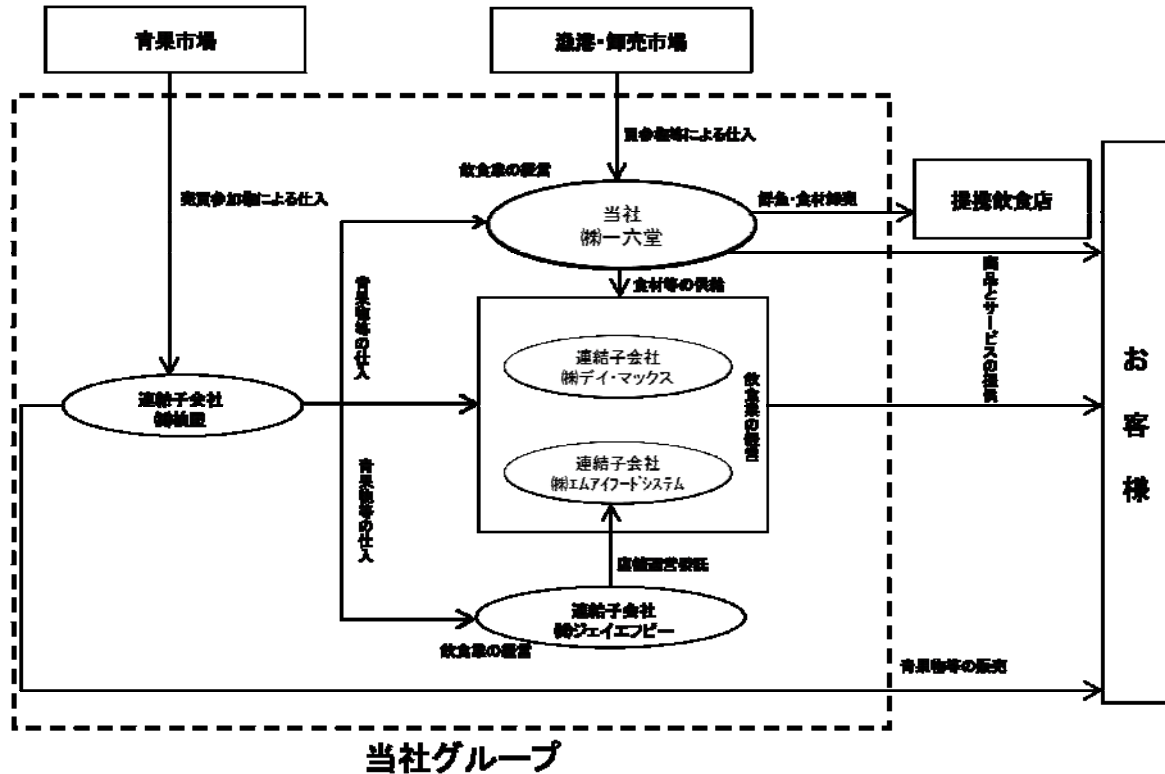 青果市場
漁港・卸売市場
買参権等による仕入
飲食業の経営
売買参加権による仕入
当社
㈱一六堂
鮮魚・食材卸売
提携飲食店
食材等の供給
商品とサービスの提供
青果物等の仕入
連結子会社
㈱デイ・マックス
飲食業の経営
お客様
連結子会社
連結子会社
㈱エムアイフードシステム
青果物等の仕入
店舗運営委託
連結子会社
㈱ジェイエフピー
飲食業の経営
青果物等の販売
当社グループ